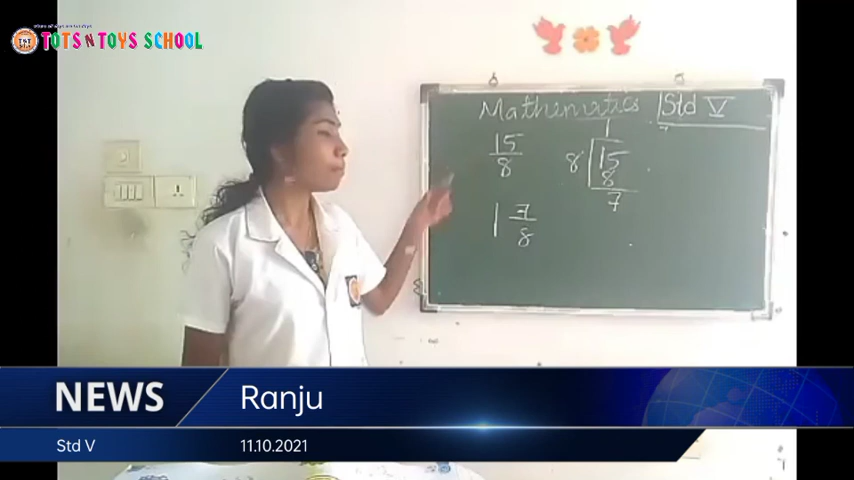 TOTS N TOYS SCHOOL
Mathematics Std V
15
8
1
8 15
8
7
1 7
8
NEWS Ranju
Std V 11.10.2021